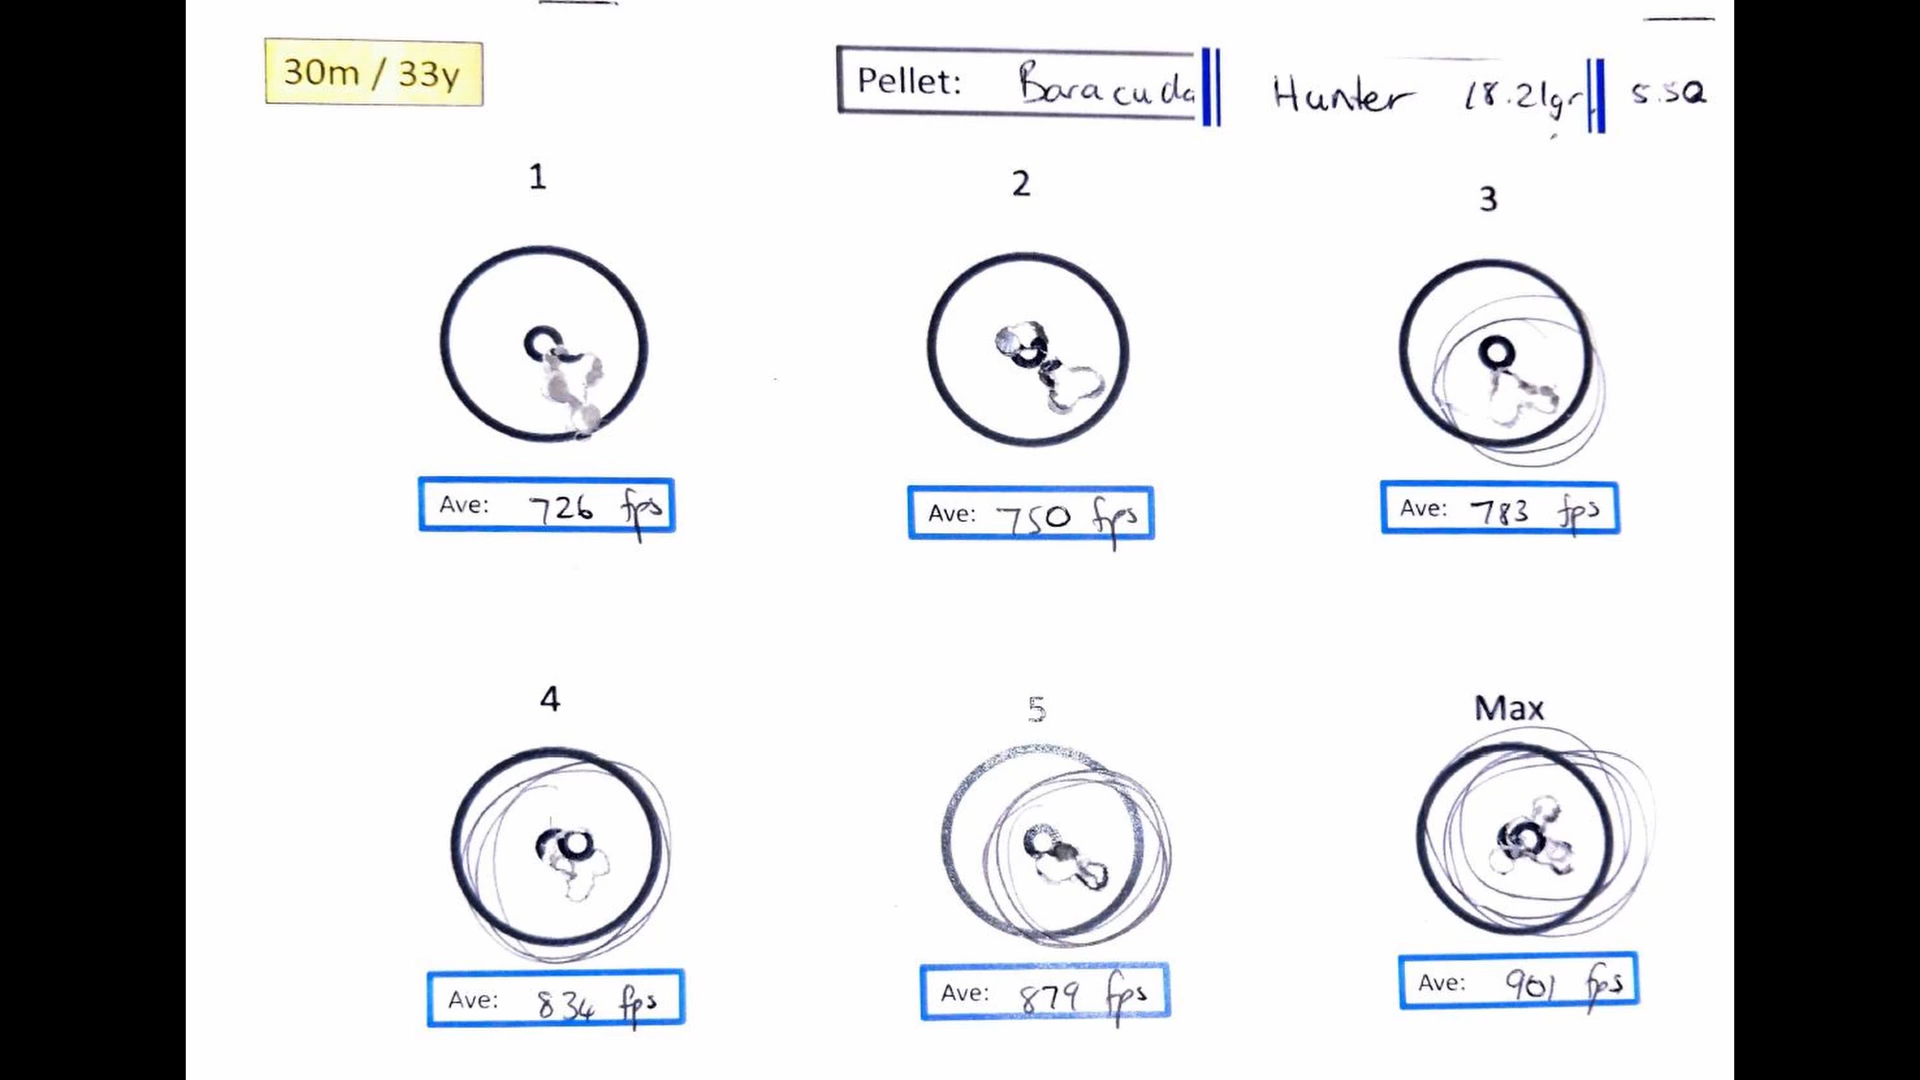 30m / 33y
Pellet: Baracuda Hunter 18.21gr 5.50
1 2 3
Ave: 726 fps Ave: 750 fps Ave: 783 fps
4 5 Max
Ave: 834 fps Ave: 879 fps Ave: 901 fps